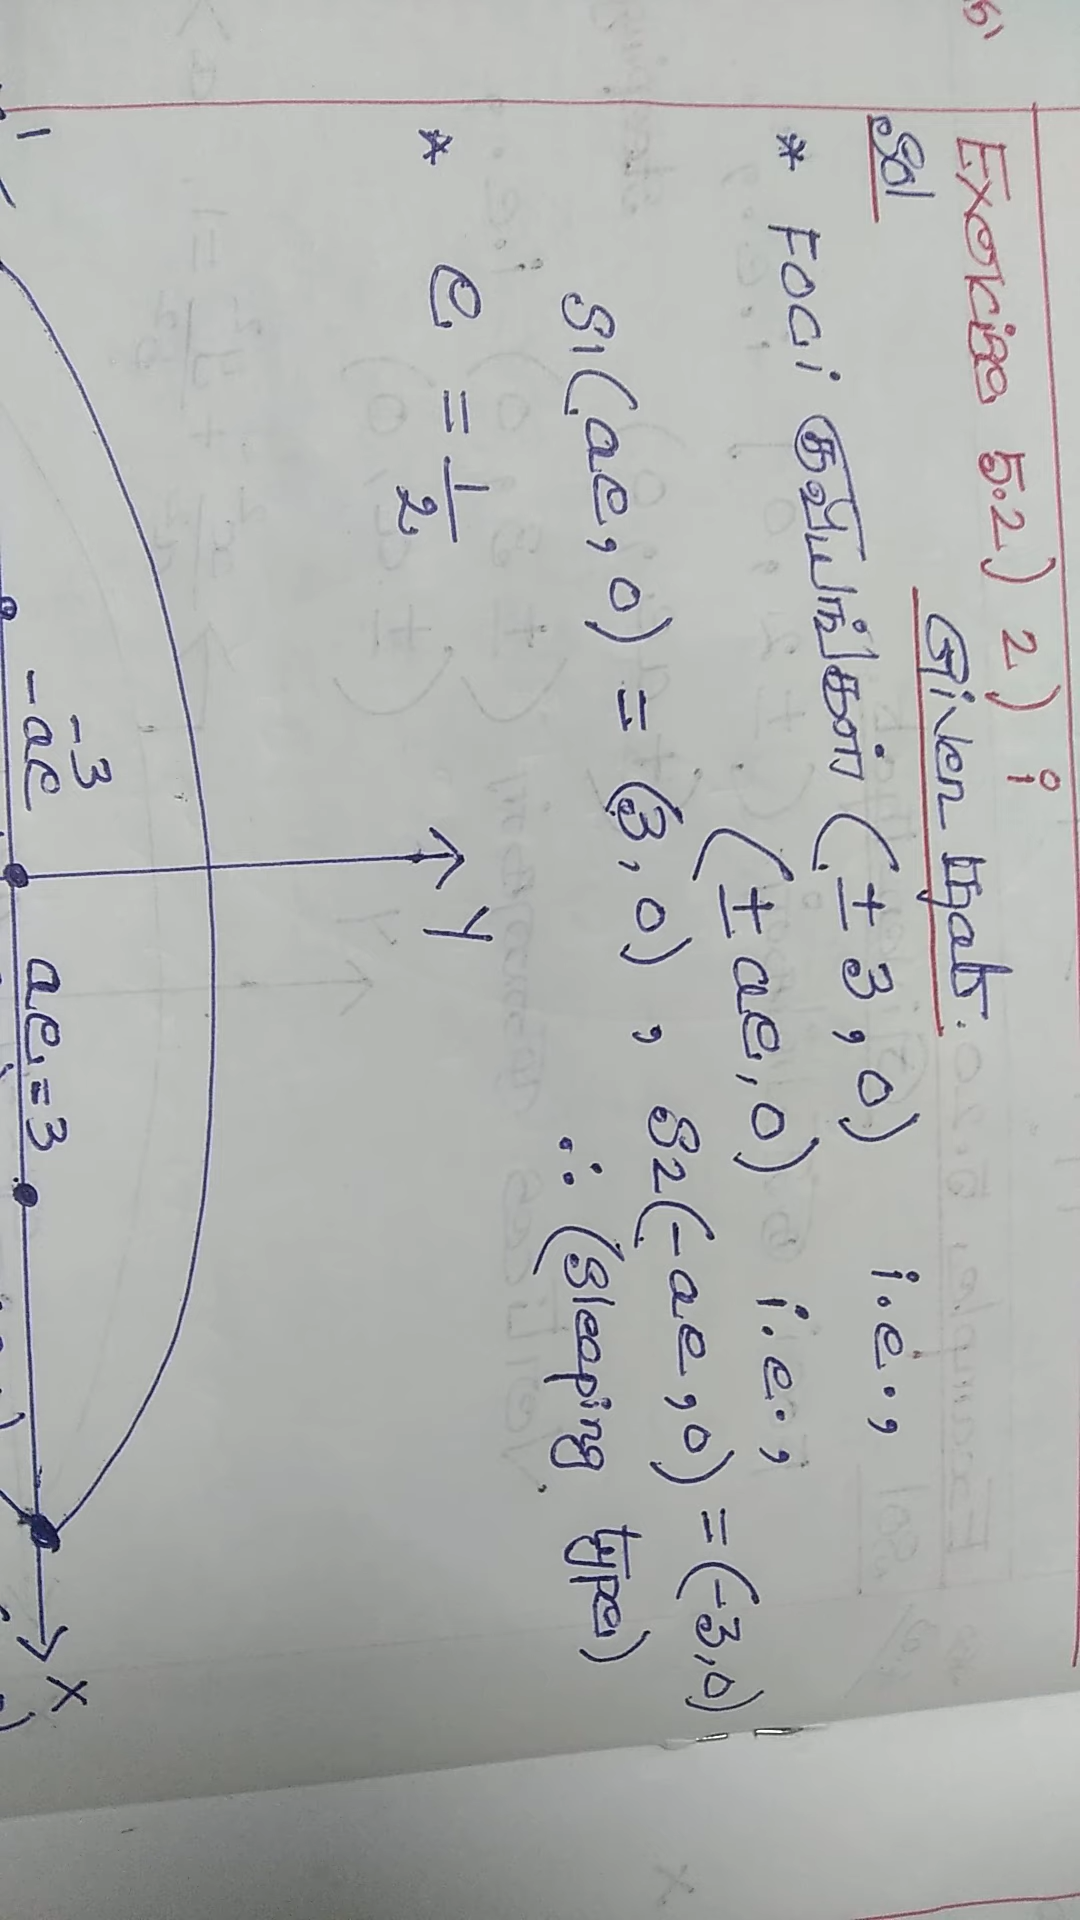 Exercise 5.2) 2) i
Sol
Given that.
* Foci குவியங்கள் (± 3, 0) i.e.,
(± ae, 0) i.e.,
S1(ae, 0) = (3, 0), S2(-ae, 0) = (-3, 0)
∴ (Sleeping type)
* e = 1/2
y
-3
-ae
ae = 3
x